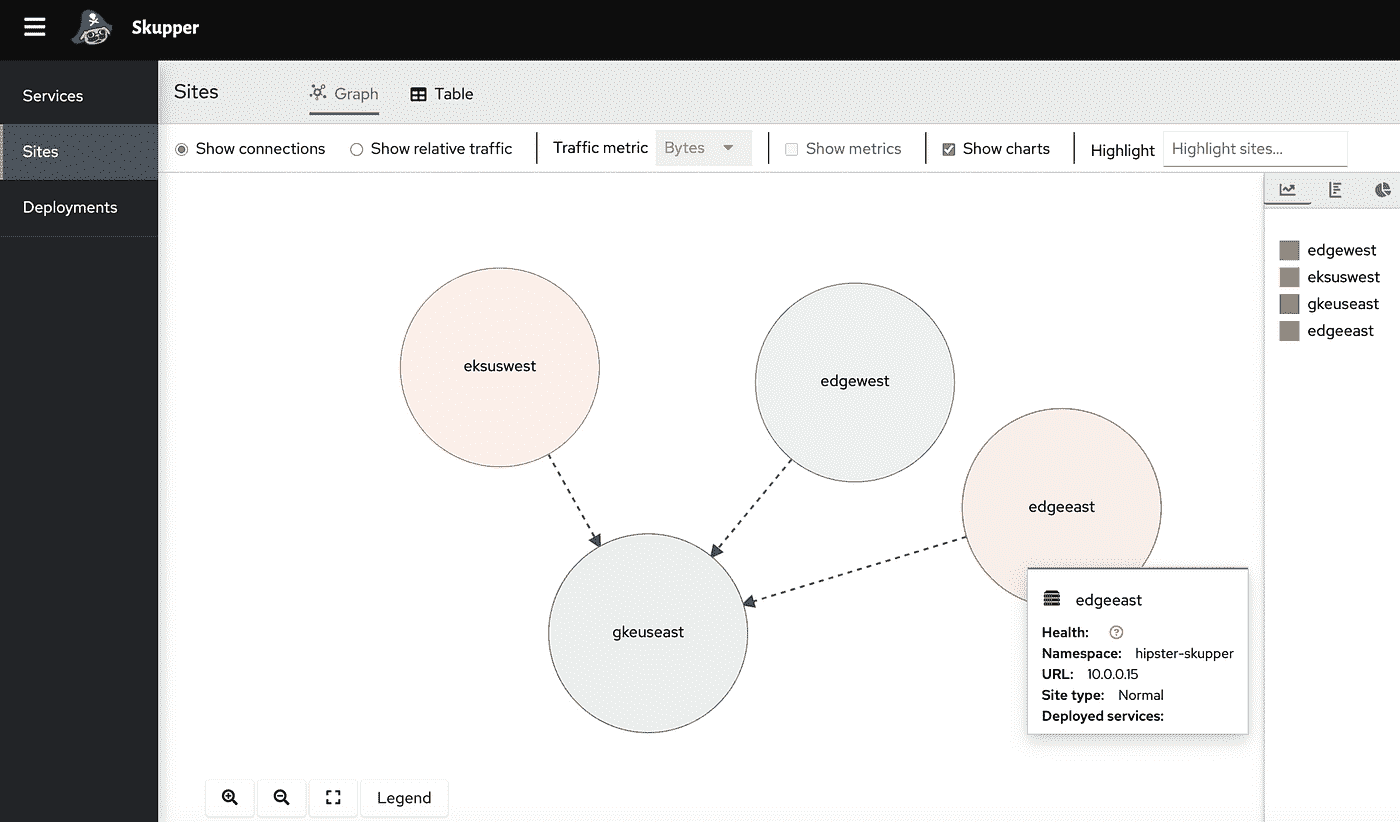 Skupper
Services
Sites
Deployments
Sites Graph Table
Show connections Show relative traffic Traffic metric Bytes Show metrics Show charts Highlight Highlight sites...
edgewest
eksuswest
gkeuseast
edgeeast
eksuswest
edgewest
edgeeast
gkeuseast
edgeeast
Health: ?
Namespace: hipster-skupper
URL: 10.0.0.15
Site type: Normal
Deployed services:
Legend